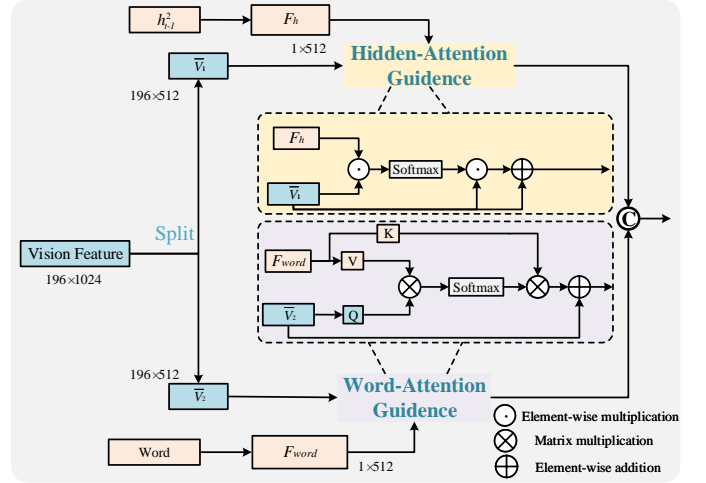 h²ₜ₋₁
Fₕ
1×512
V̅₁
196×512
Hidden-Attention
Guidence
Fₕ
Softmax
V̅₁
Split
C
Vision Feature
196×1024
K
F_word
V
Softmax
V̅₂
Q
196×512
V̅₂
Word-Attention
Guidence
Element-wise multiplication
Matrix multiplication
Element-wise addition
Word
F_word
1×512